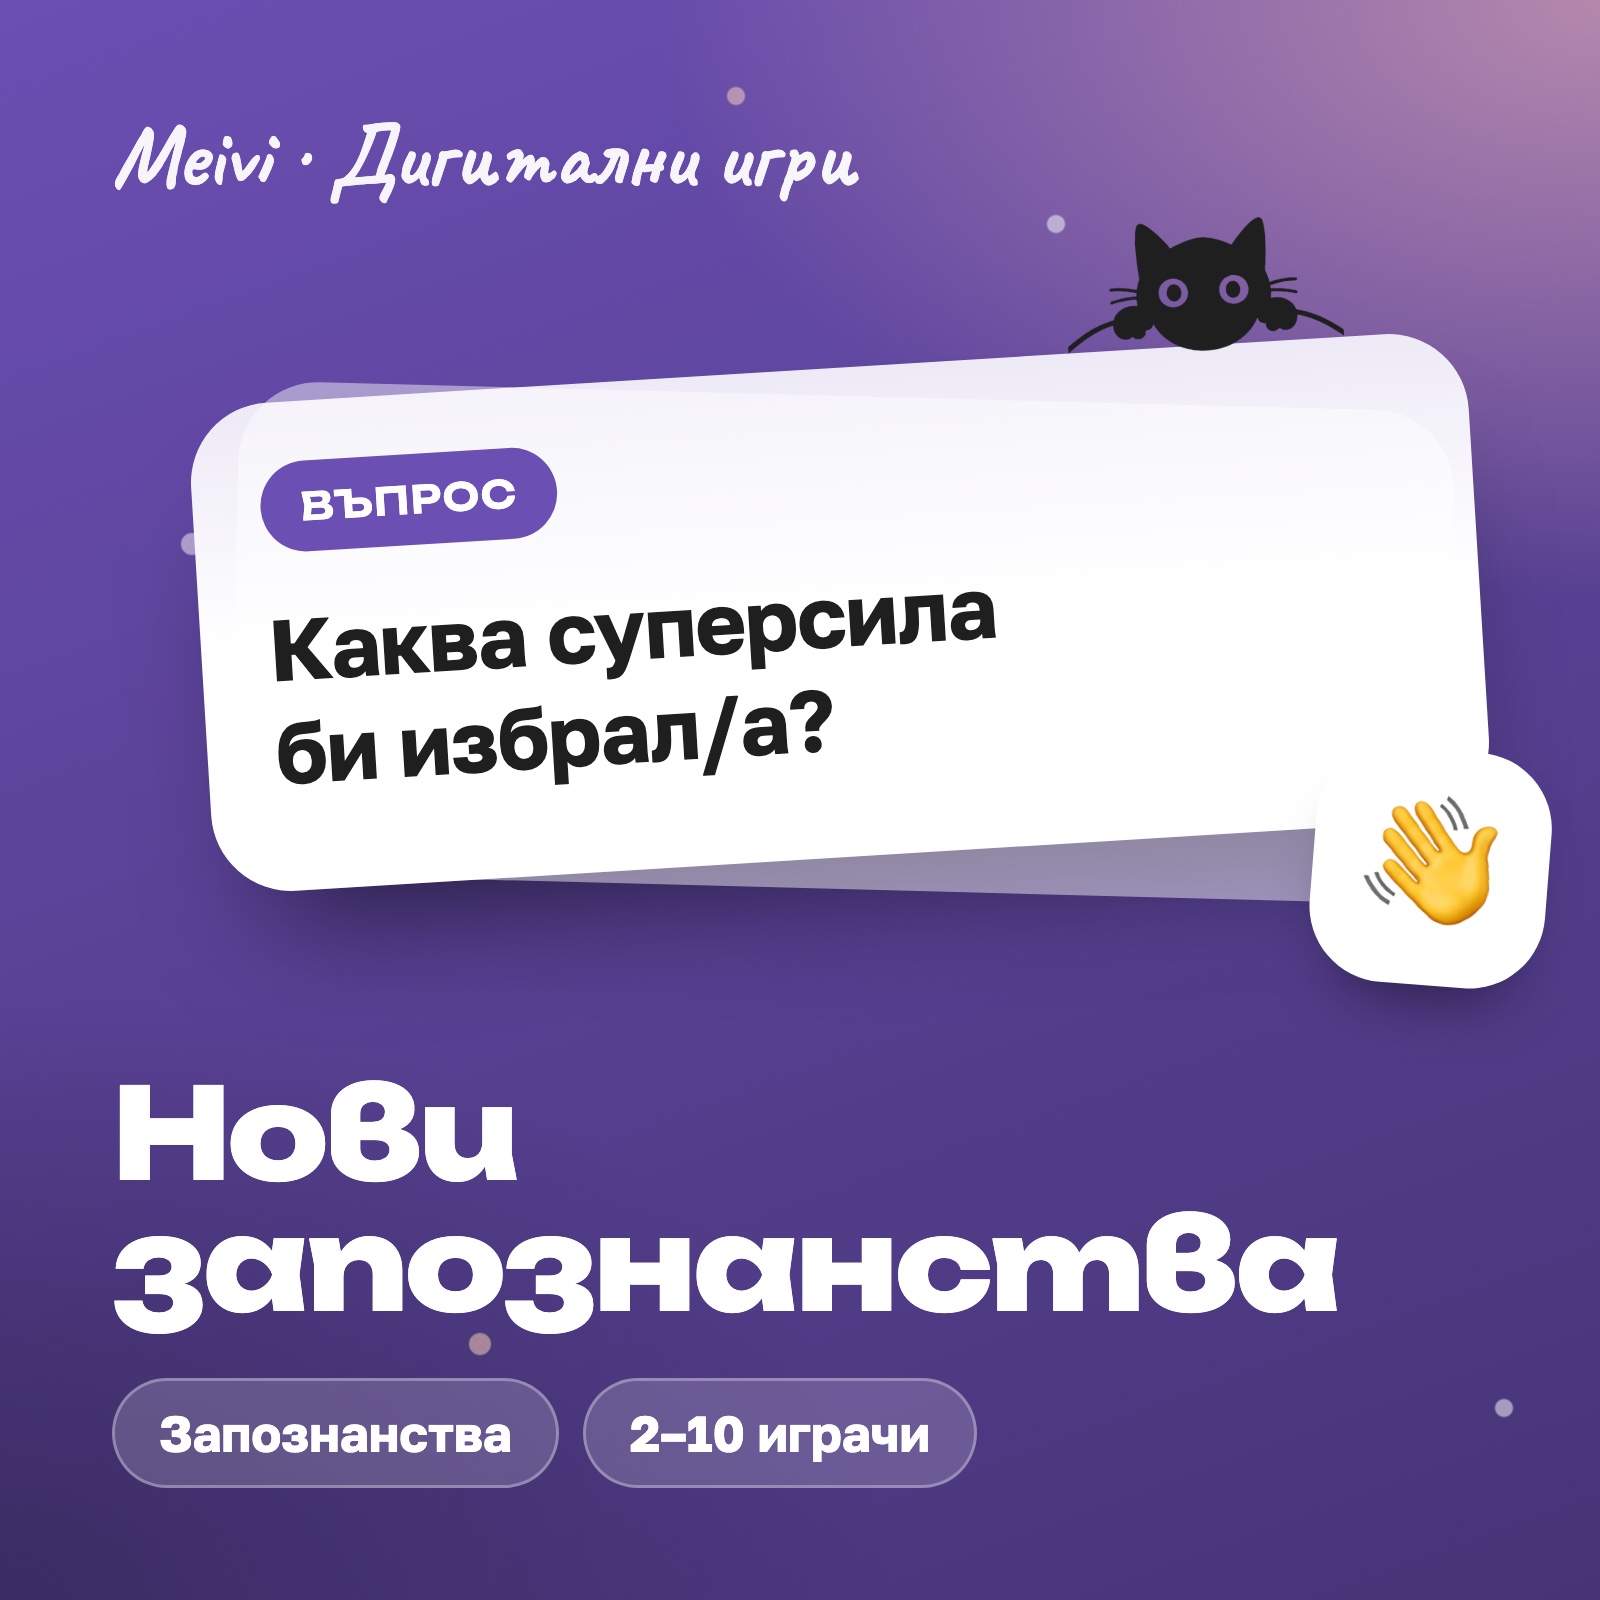 Meivi · Дигитални игри
ВЪПРОС
Каква суперсила
би избрал/а?
Нови
запознанства
Запознанства
2–10 играчи